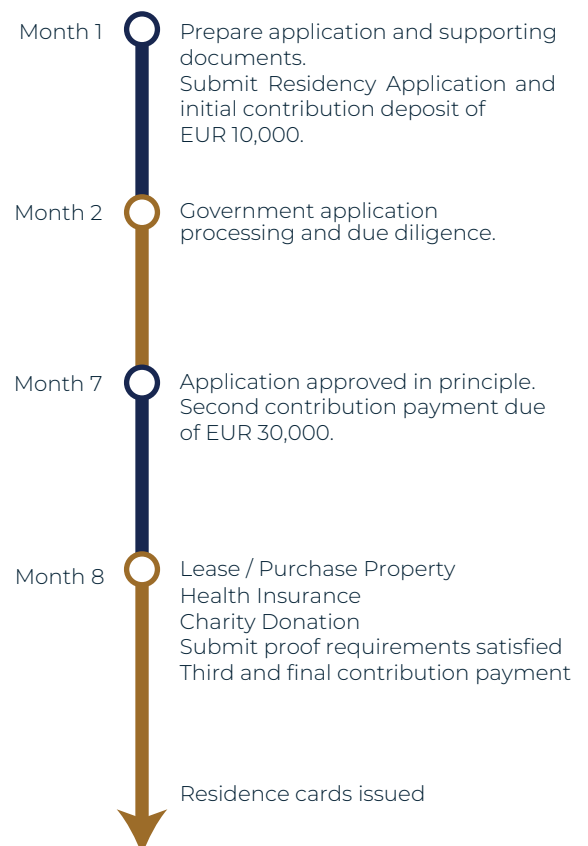 Month 1
Prepare application and supporting
documents.
Submit Residency Application and
initial contribution deposit of
EUR 10,000.
Month 2
Government application
processing and due diligence.
Month 7
Application approved in principle.
Second contribution payment due
of EUR 30,000.
Month 8
Lease / Purchase Property
Health Insurance
Charity Donation
Submit proof requirements satisfied
Third and final contribution payment
Residence cards issued